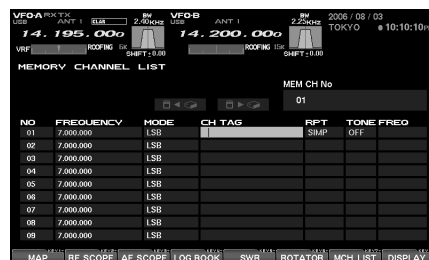 VFO-A RX TX USB ANT 1 CLAR BW 2.40KHz VFO-B USB ANT 1 BW 2.25KHz 2006 / 08 / 03
14. 195. 00o 14. 200. 00o TOKYO 10:10:10
VRF ROOFING 6K SHIFT±0.00 ROOFING 15K SHIFT±0.00
MEMORY CHANNEL LIST
MEM CH No
01
NO FREQUENCY MODE CH TAG RPT TONE FREQ
01 7.000.000 LSB SIMP OFF
02 7.000.000 LSB
03 7.000.000 LSB
04 7.000.000 LSB
05 7.000.000 LSB
06 7.000.000 LSB
07 7.000.000 LSB
08 7.000.000 LSB
09 7.000.000 LSB
MAP RF SCOPE AF SCOPE LOG BOOK SWR ROTATOR MCH LIST DISPLAY